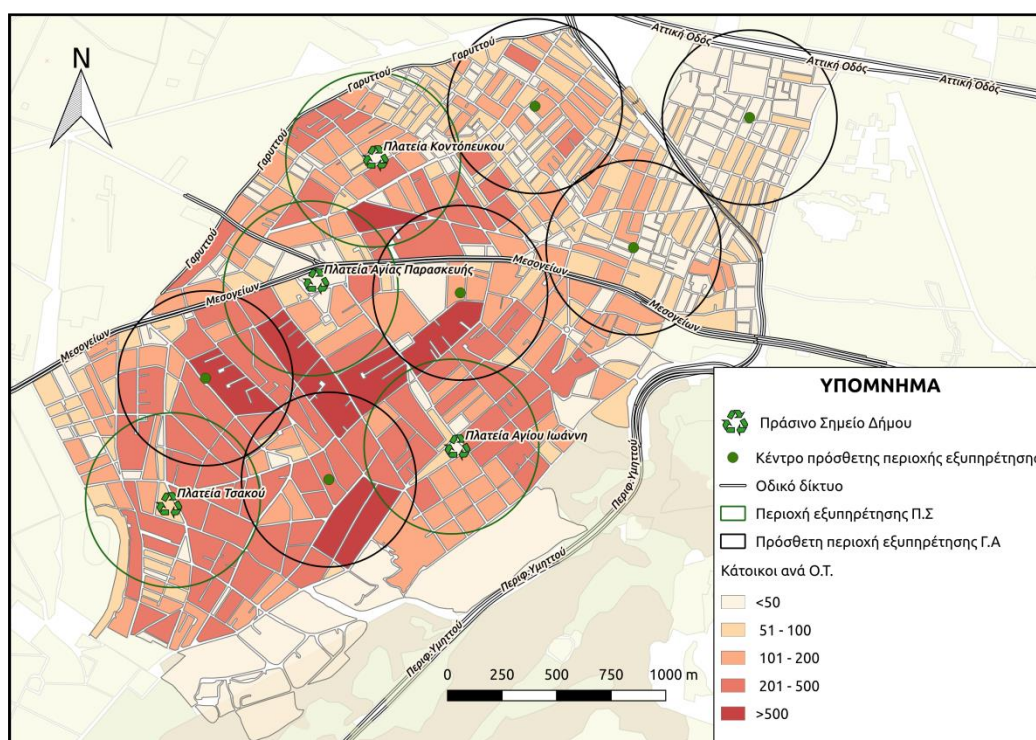 Αττική Οδός
Αττική Οδός
Αττική Οδός
N
Γαρυττού
Γαρυττού
Πλατεία Κοντόπευκου
Γαρυττού
Γαρυττού
Πλατεία Αγίας Παρασκευής
Μεσογείων
Μεσογείων
Μεσογείων
Μεσογείων
Πλατεία Αγίου Ιωάννη
Πλατεία Τσακού
Περιφ.Υμηττού
Περιφ.Υμηττού
Περιφ.Υμηττού
0 250 500 750 1000 m
ΥΠΟΜΝΗΜΑ
Πράσινο Σημείο Δήμου
Κέντρο πρόσθετης περιοχής εξυπηρέτησης
Οδικό δίκτυο
Περιοχή εξυπηρέτησης Π.Σ
Πρόσθετη περιοχή εξυπηρέτησης Γ.Α
Κάτοικοι ανά Ο.Τ.
<50
51 - 100
101 - 200
201 - 500
>500